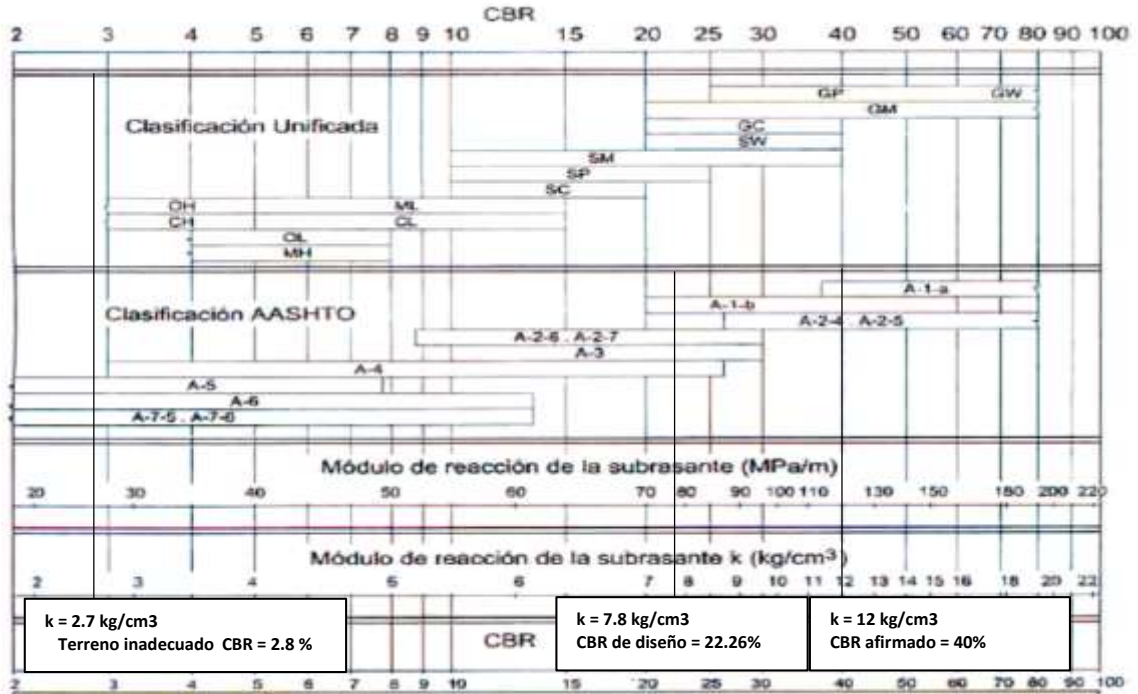 CBR
2 3 4 5 6 7 8 9 10 15 20 25 30 40 50 60 70 80 90 100
GP GW
Clasificación Unificada
GM
GC
SW
SM
SP
SC
OH ML
CH CL
OL
MH
Clasificación AASHTO
A-1-a
A-1-b
A-2-4 . A-2-5
A-2-6 . A-2-7
A-3
A-4
A-5
A-6
A-7-5 . A-7-6
Módulo de reacción de la subrasante (MPa/m)
20 30 40 50 60 70 80 90 100 110 130 150 180 200 220
Módulo de reacción de la subrasante k (kg/cm³)
2 3 4 5 6 7 8 9 10 11 12 13 14 15 16 18 20 22
k = 2.7 kg/cm3
Terreno inadecuado CBR = 2.8 %
CBR
k = 7.8 kg/cm3
CBR de diseño = 22.26%
k = 12 kg/cm3
CBR afirmado = 40%
2 3 4 5 6 7 8 9 10 15 20 25 30 40 50 60 70 80 90 100